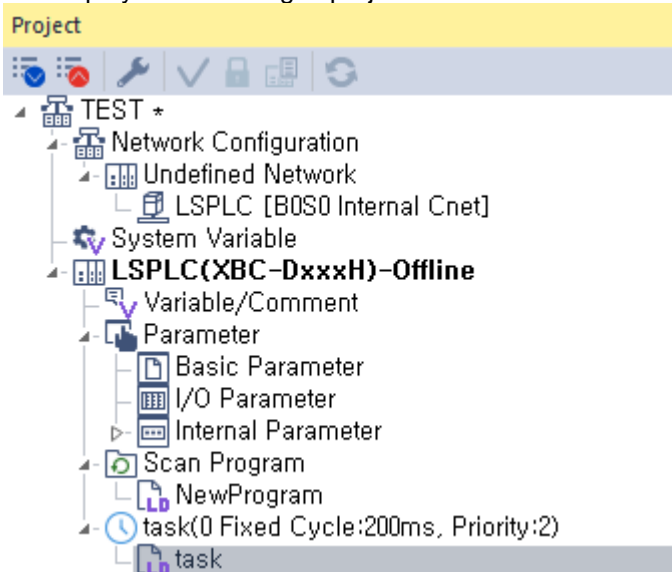 Project
TEST *
Network Configuration
Undefined Network
LSPLC [B0S0 Internal Cnet]
System Variable
LSPLC(XBC-DxxxH)-Offline
Variable/Comment
Parameter
Basic Parameter
I/O Parameter
Internal Parameter
Scan Program
NewProgram
task(0 Fixed Cycle:200ms, Priority:2)
task